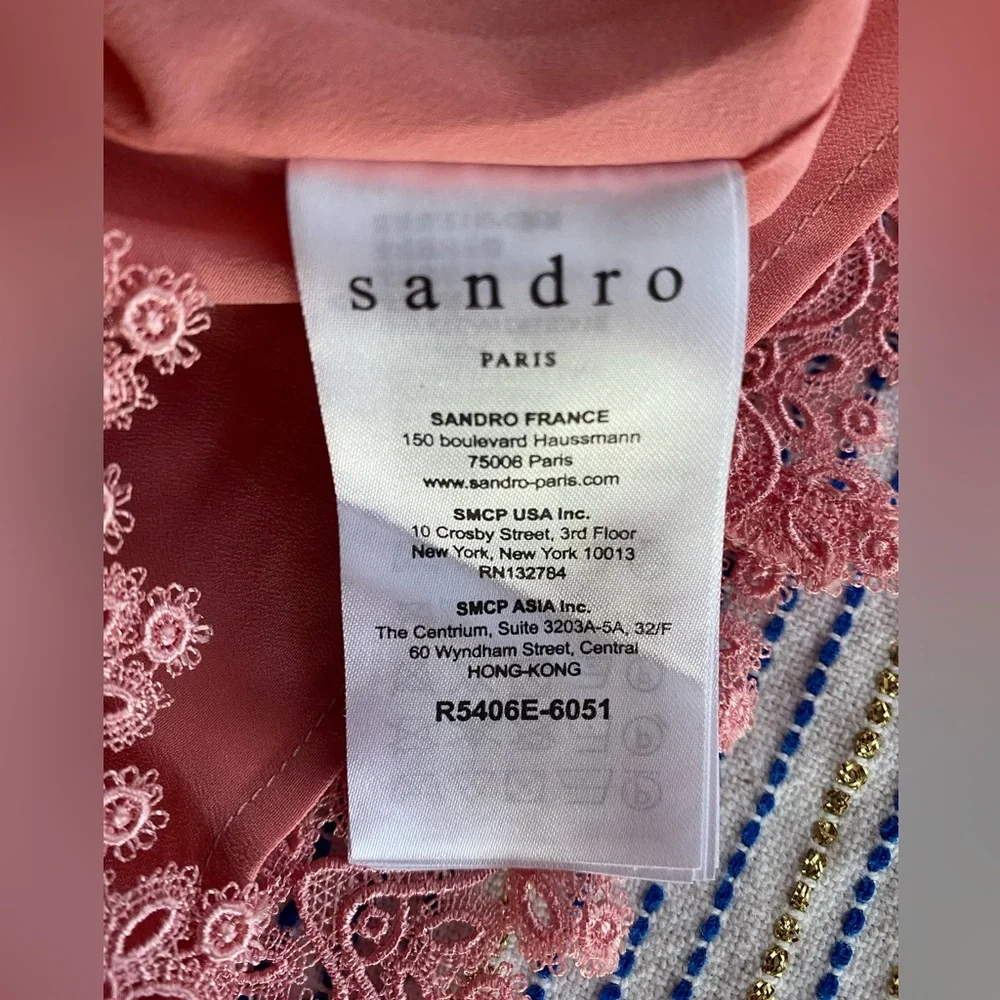 sandro
PARIS
SANDRO FRANCE
150 boulevard Haussmann
75008 Paris
www.sandro-paris.com
SMCP USA Inc.
10 Crosby Street, 3rd Floor
New York, New York 10013
RN132784
SMCP ASIA Inc.
The Centrium, Suite 3203A-5A, 32/F
60 Wyndham Street, Central
HONG-KONG
R5406E-6051